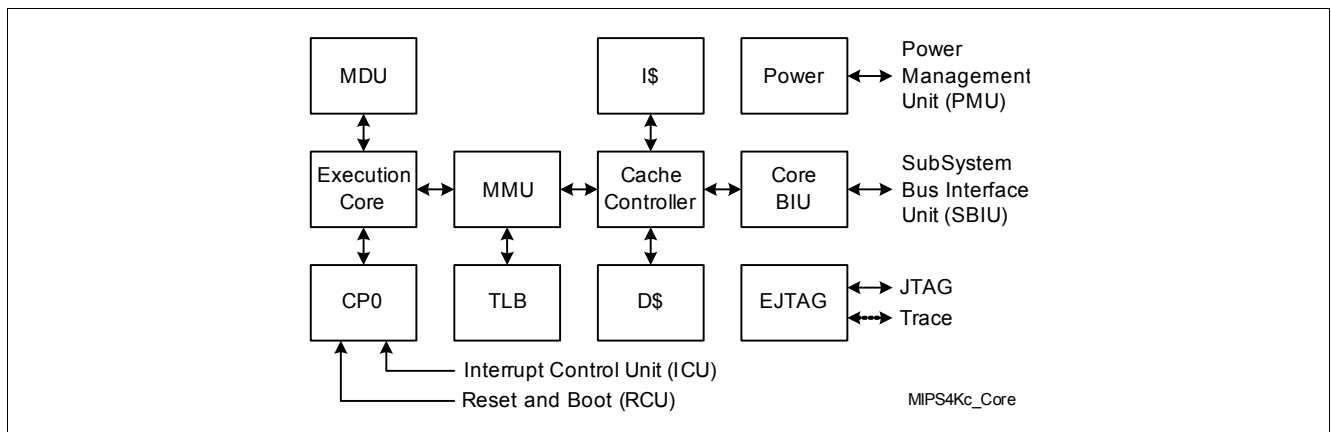 MDU
I$
Power
Power
Management
Unit (PMU)
Execution
Core
MMU
Cache
Controller
Core
BIU
SubSystem
Bus Interface
Unit (SBIU)
CP0
TLB
D$
EJTAG
JTAG
Trace
Interrupt Control Unit (ICU)
Reset and Boot (RCU)
MIPS4Kc_Core